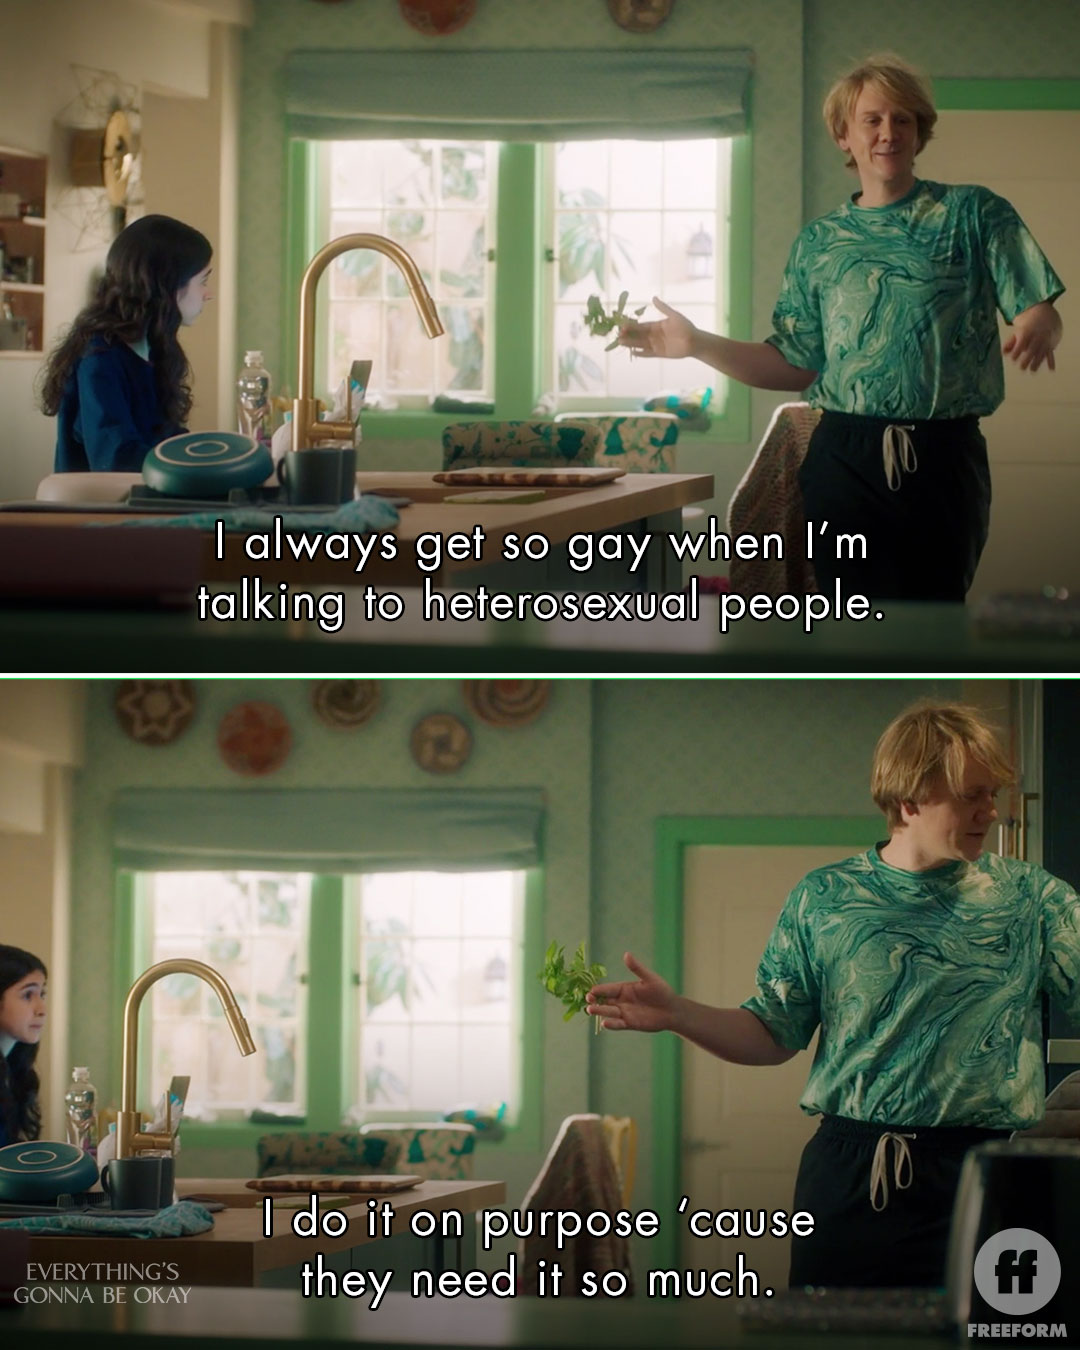 I always get so gay when I’m
talking to heterosexual people.
I do it on purpose ‘cause
they need it so much.
EVERYTHING'S
GONNA BE OKAY
ff
FREEFORM